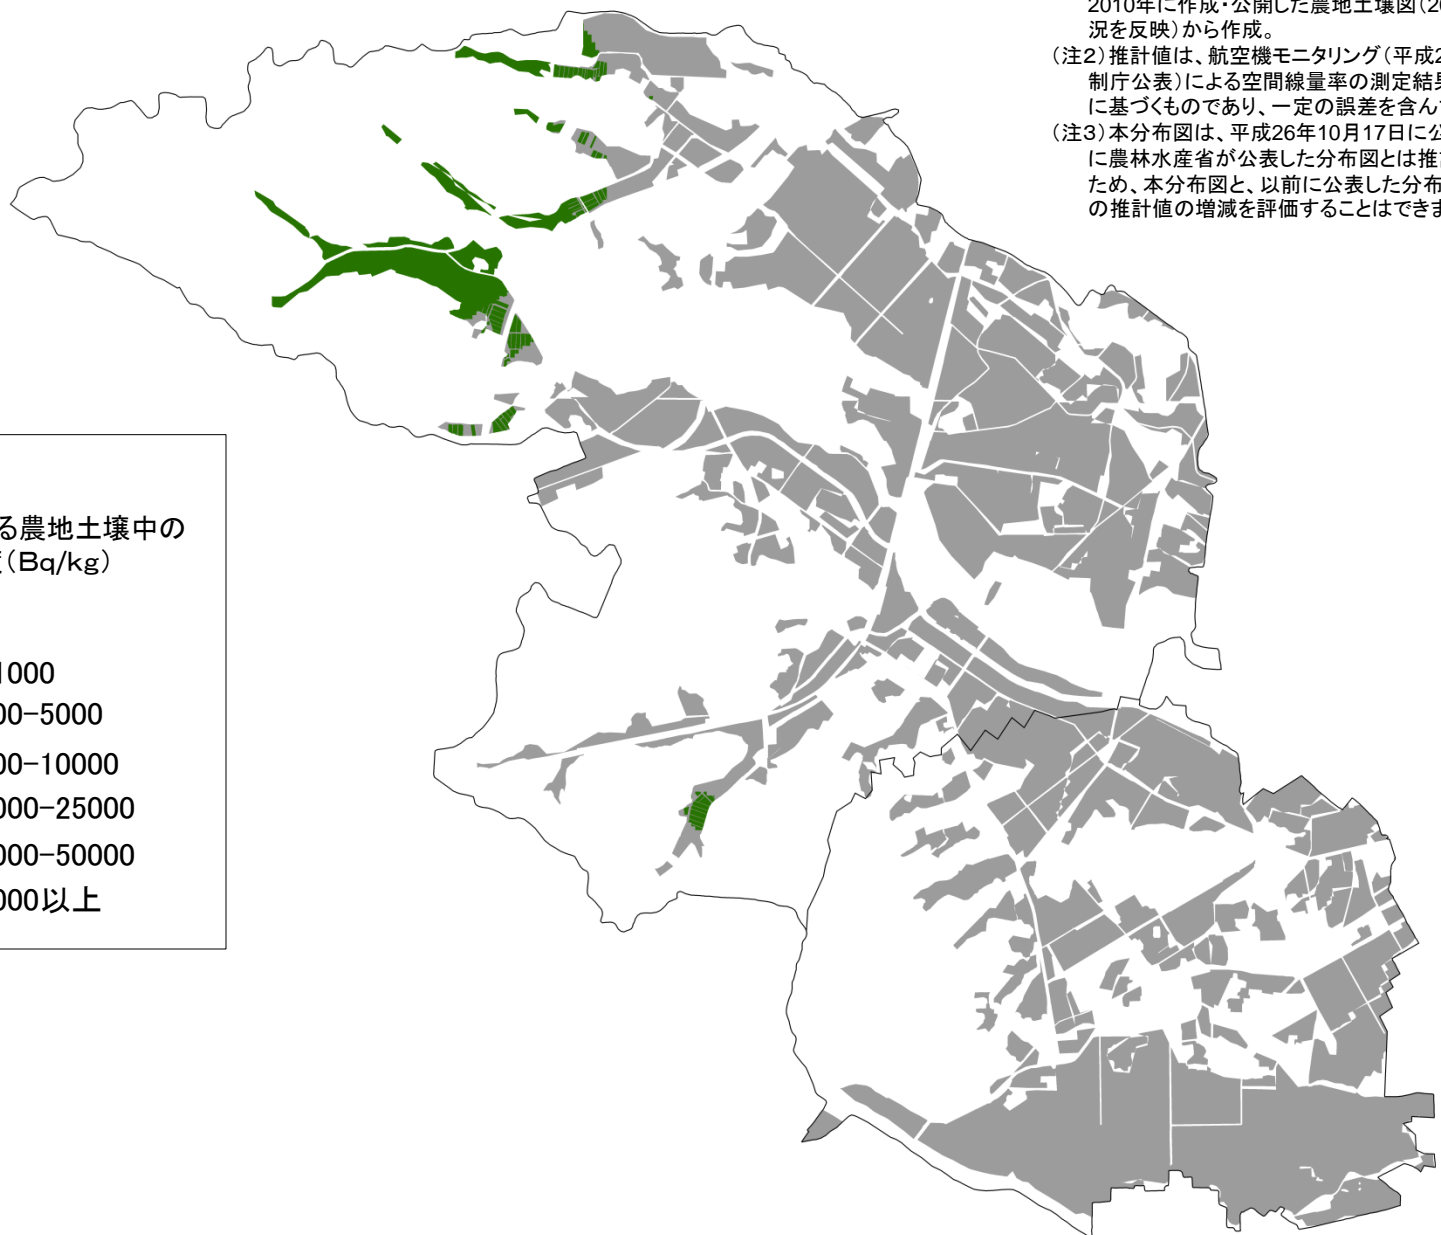 2010年に作成・公開した農地土壌図(2
況を反映)から作成。
(注2)推計値は、航空機モニタリング(平成2
制庁公表)による空間線量率の測定結
に基づくものであり、一定の誤差を含ん
(注3)本分布図は、平成26年10月17日に
に農林水産省が公表した分布図とは推
ため、本分布図と、以前に公表した分布
の推計値の増減を評価することはできま
る農地土壌中の
(Bq/kg)
1000
00-5000
00-10000
000-25000
000-50000
000以上